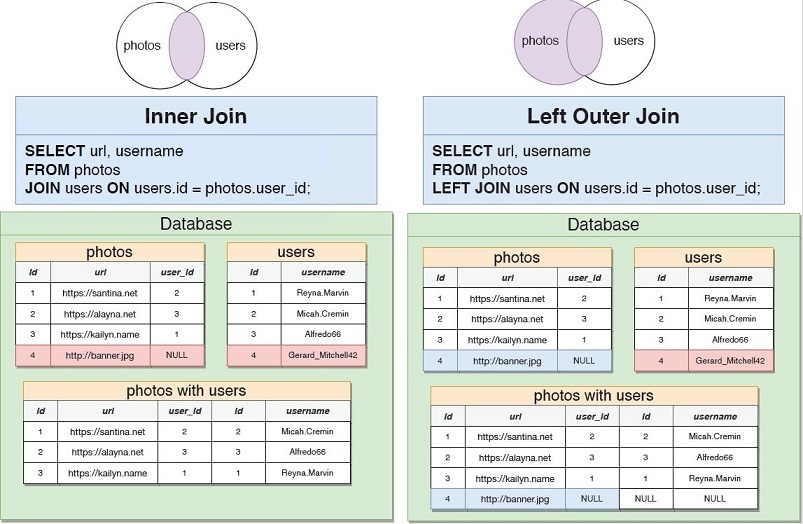 photos users
Inner Join
SELECT url, username
FROM photos
JOIN users ON users.id = photos.user_id;
Database
photos
Id url user_Id
1 https://santina.net 2
2 https://alayna.net 3
3 https://kailyn.name 1
4 http://banner.jpg NULL
users
Id username
1 Reyna.Marvin
2 Micah.Cremin
3 Alfredo66
4 Gerard_Mitchell42
photos with users
Id url user_Id Id username
1 https://santina.net 2 2 Micah.Cremin
2 https://alayna.net 3 3 Alfredo66
3 https://kailyn.name 1 1 Reyna.Marvin
photos users
Left Outer Join
SELECT url, username
FROM photos
LEFT JOIN users ON users.id = photos.user_id;
Database
photos
Id url user_Id
1 https://santina.net 2
2 https://alayna.net 3
3 https://kailyn.name 1
4 http://banner.jpg NULL
users
Id username
1 Reyna.Marvin
2 Micah.Cremin
3 Alfredo66
4 Gerard_Mitchell42
photos with users
Id url user_Id Id username
1 https://santina.net 2 2 Micah.Cremin
2 https://alayna.net 3 3 Alfredo66
3 https://kailyn.name 1 1 Reyna.Marvin
4 http://banner.jpg NULL NULL NULL